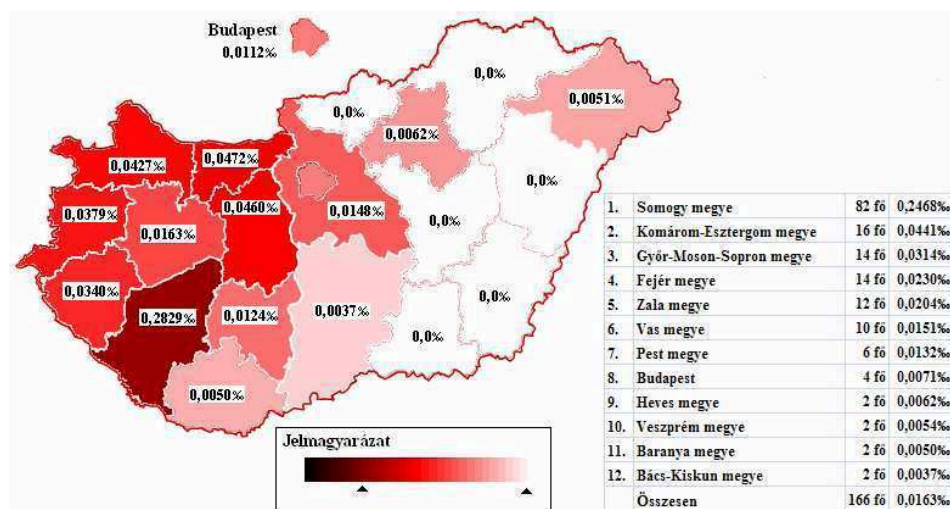 Budapest
0,0112‰
0,0‰
0,0‰
0,0051‰
0,0062‰
0,0427‰
0,0472‰
0,0‰
0,0379‰
0,0460‰
0,0148‰
0,0‰
0,0163‰
0,0340‰
0,2829‰
0,0124‰
0,0037‰
0,0‰
0,0‰
0,0050‰
Jelmagyarázat
1. Somogy megye 82 fő 0,2468‰
2. Komárom-Esztergom megye 16 fő 0,0441‰
3. Győr-Moson-Sopron megye 14 fő 0,0314‰
4. Fejér megye 14 fő 0,0230‰
5. Zala megye 12 fő 0,0204‰
6. Vas megye 10 fő 0,0151‰
7. Pest megye 6 fő 0,0132‰
8. Budapest 4 fő 0,0071‰
9. Heves megye 2 fő 0,0062‰
10. Veszprém megye 2 fő 0,0054‰
11. Baranya megye 2 fő 0,0050‰
12. Bács-Kiskun megye 2 fő 0,0037‰
Összesen 166 fő 0,0163‰